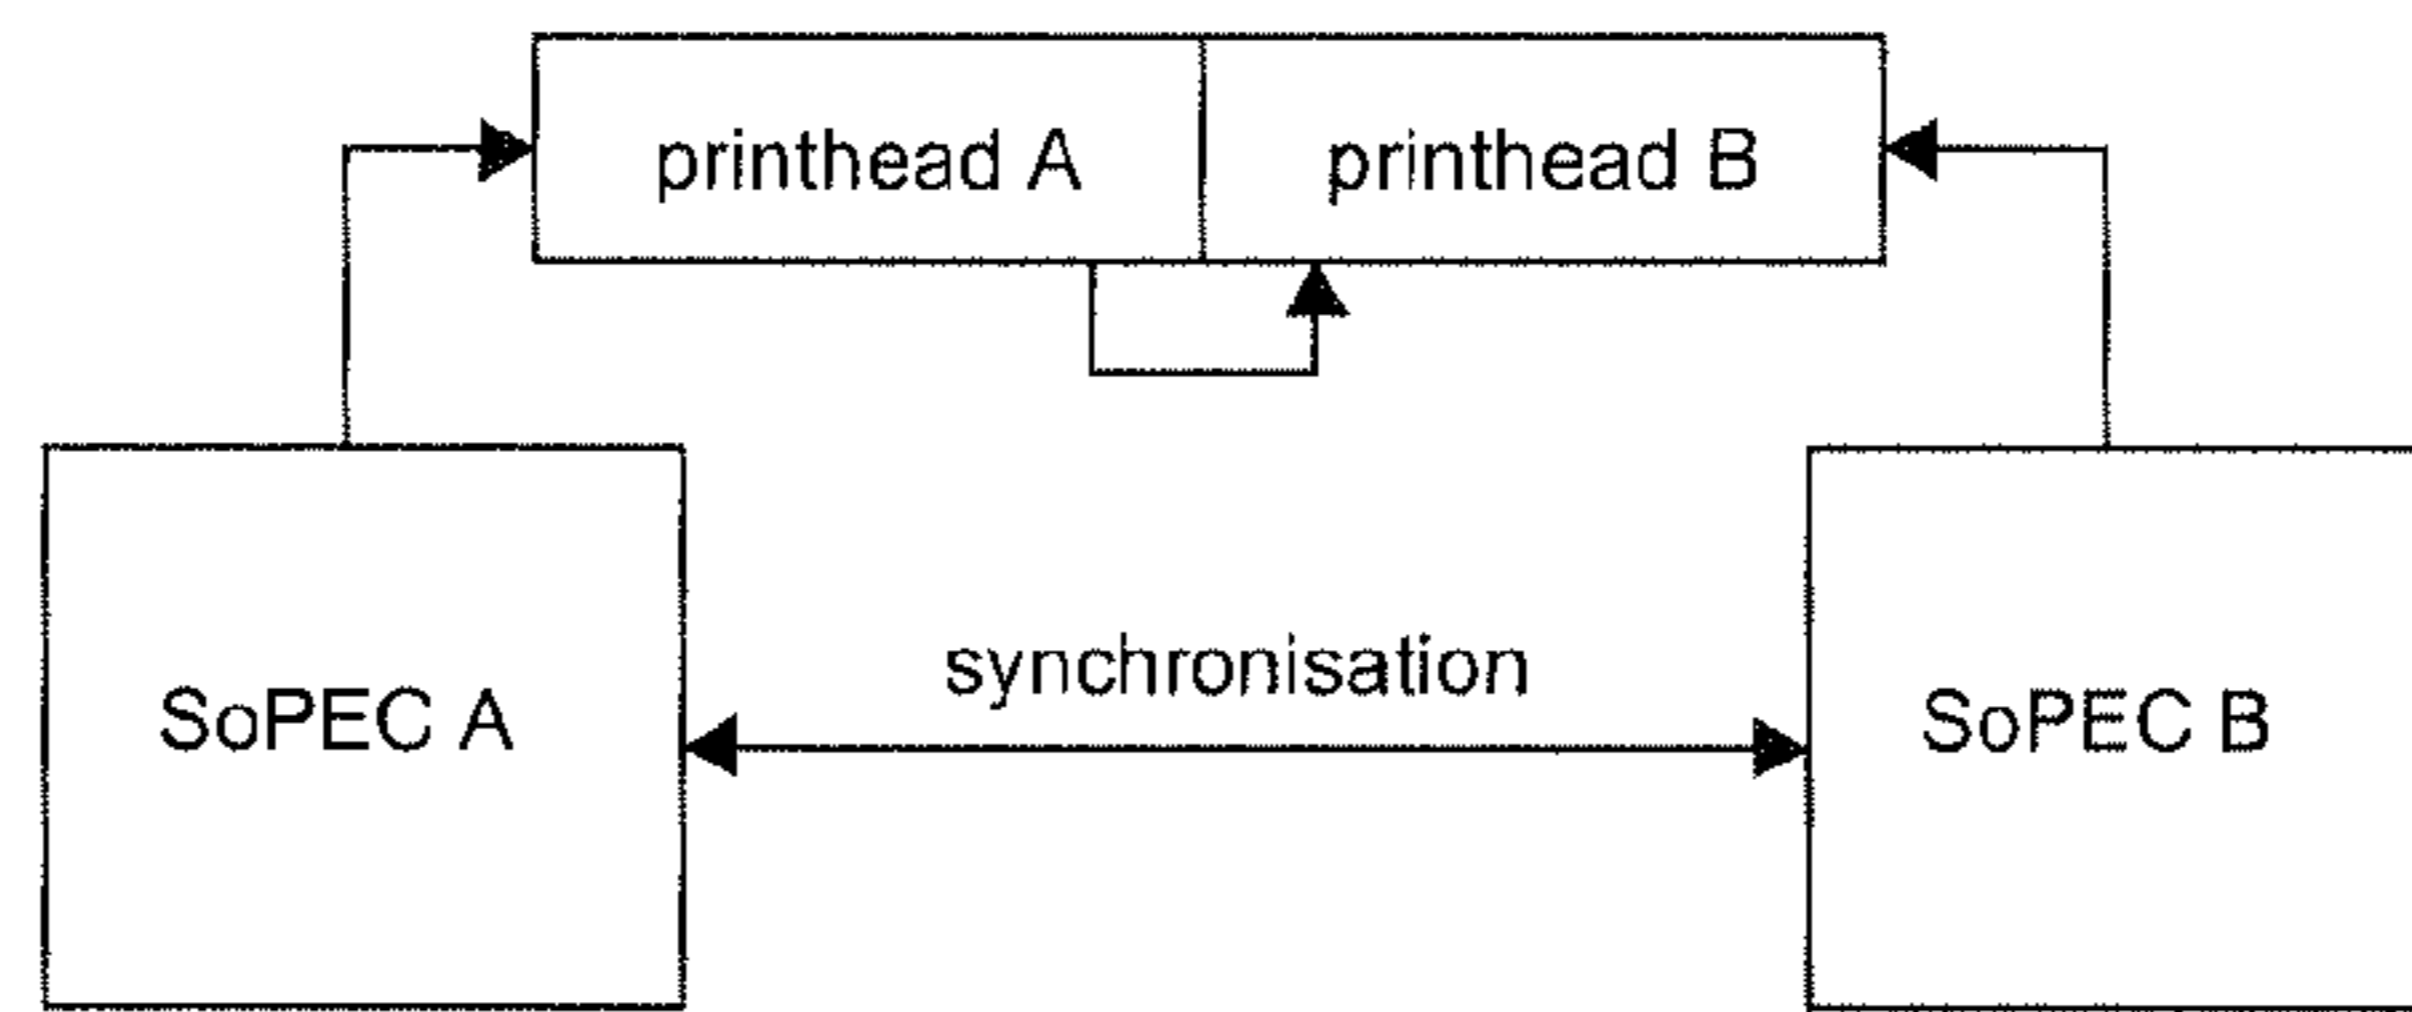 printhead A
printhead B
synchronisation
SoPEC A
SoPEC B